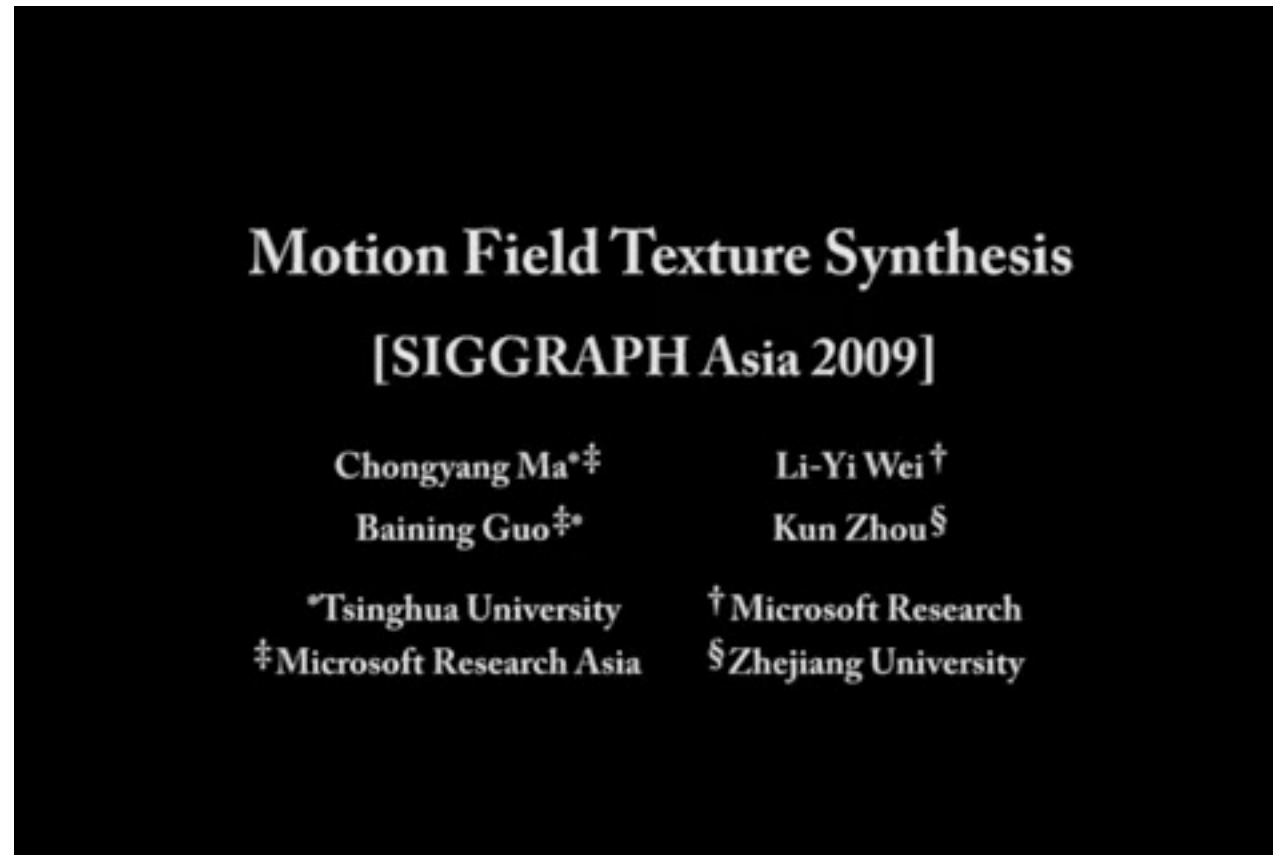 Motion Field Texture Synthesis
[SIGGRAPH Asia 2009]
Chongyang Ma*‡ Li-Yi Wei†
Baining Guo‡* Kun Zhou§
*Tsinghua University †Microsoft Research
‡Microsoft Research Asia §Zhejiang University